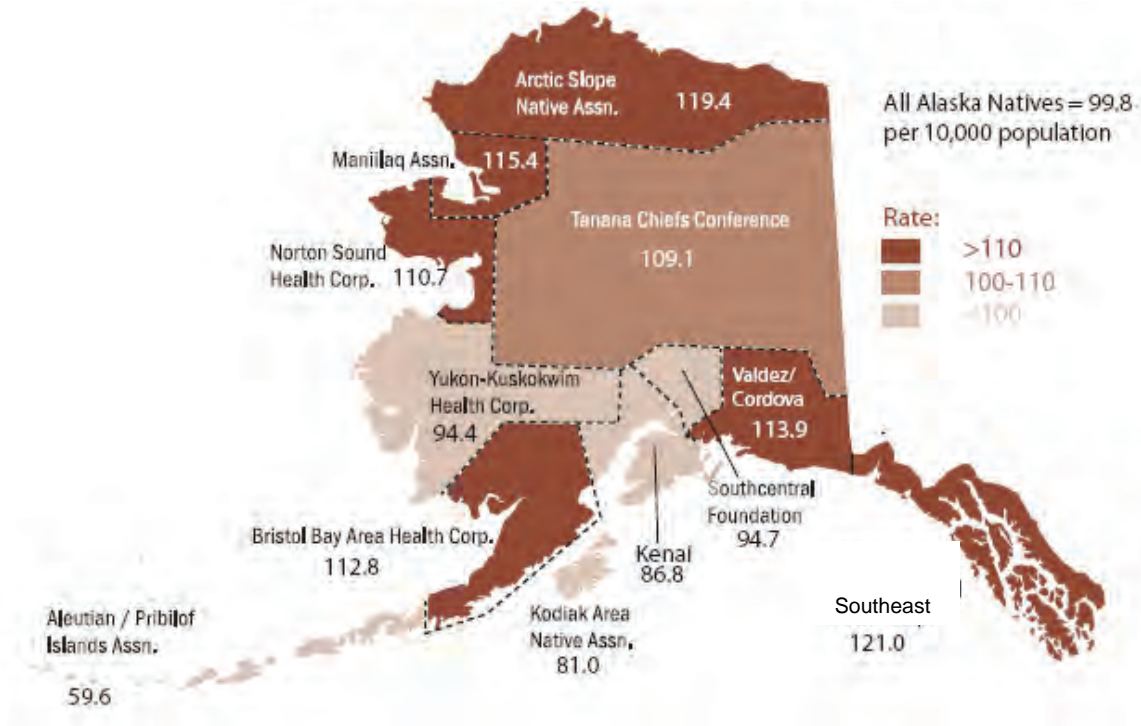 Arctic Slope
Native Assn.
119.4
All Alaska Natives = 99.8
per 10,000 population
Maniilaq Assn.
115.4
Rate:
>110
100-110
<100
Tanana Chiefs Conference
109.1
Norton Sound
Health Corp.
110.7
Yukon-Kuskokwim
Health Corp.
94.4
Valdez/
Cordova
113.9
Southcentral
Foundation
94.7
Bristol Bay Area Health Corp.
112.8
Kenai
86.8
Aleutian / Pribilof
Islands Assn.
59.6
Kodiak Area
Native Assn,
81.0
Southeast
121.0